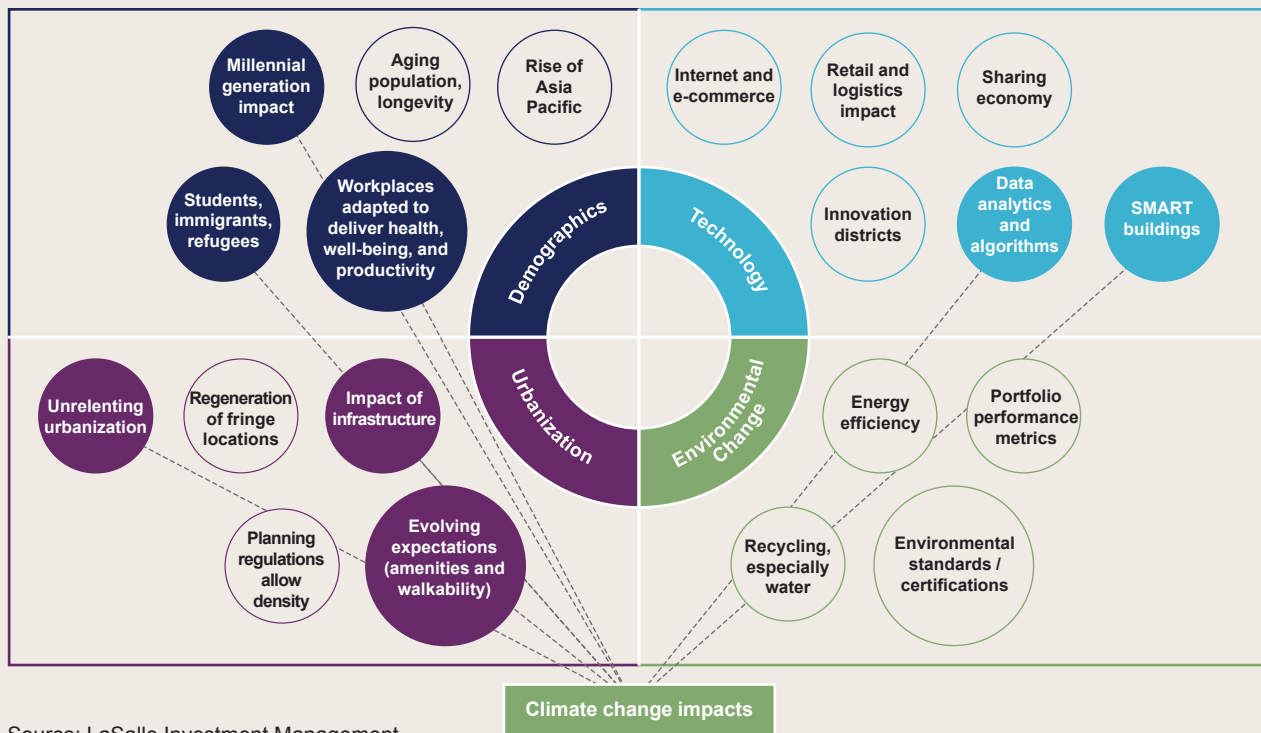 Millennial
generation
impact
Aging
population,
longevity
Rise of
Asia
Pacific
Internet and
e-commerce
Retail and
logistics
impact
Sharing
economy
Students,
immigrants,
refugees
Workplaces
adapted to
deliver health,
well-being, and
productivity
Demographics
Technology
Innovation
districts
Data
analytics
and
algorithms
SMART
buildings
Unrelenting
urbanization
Regeneration
of fringe
locations
Impact of
infrastructure
Urbanization
Environmental
Change
Energy
efficiency
Portfolio
performance
metrics
Planning
regulations
allow
density
Evolving
expectations
(amenities and
walkability)
Recycling,
especially
water
Environmental
standards /
certifications
Climate change impacts
Source: LaSalle Investment Management